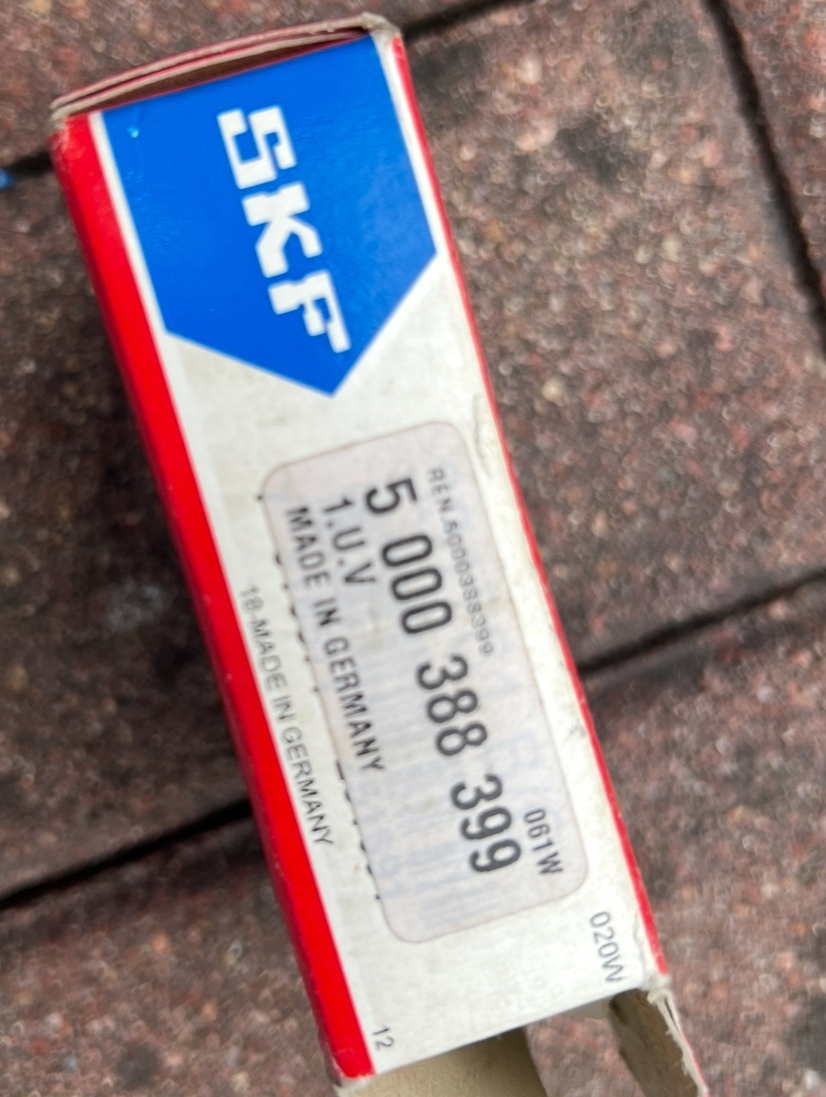 SKF
REN.5000388399
5 000 388 399
061W
1.U.V
MADE IN GERMANY
18-MADE IN GERMANY
020W
12